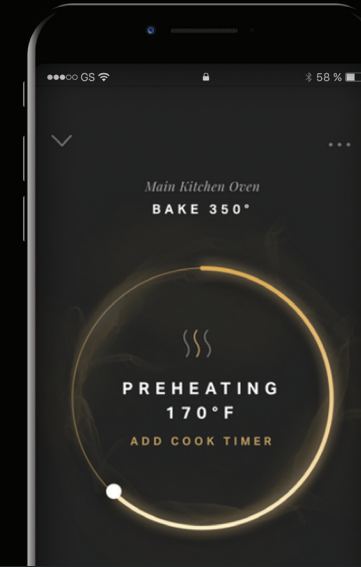 GS 58 %
Main Kitchen Oven
BAKE 350°
PREHEATING
170°F
ADD COOK TIMER